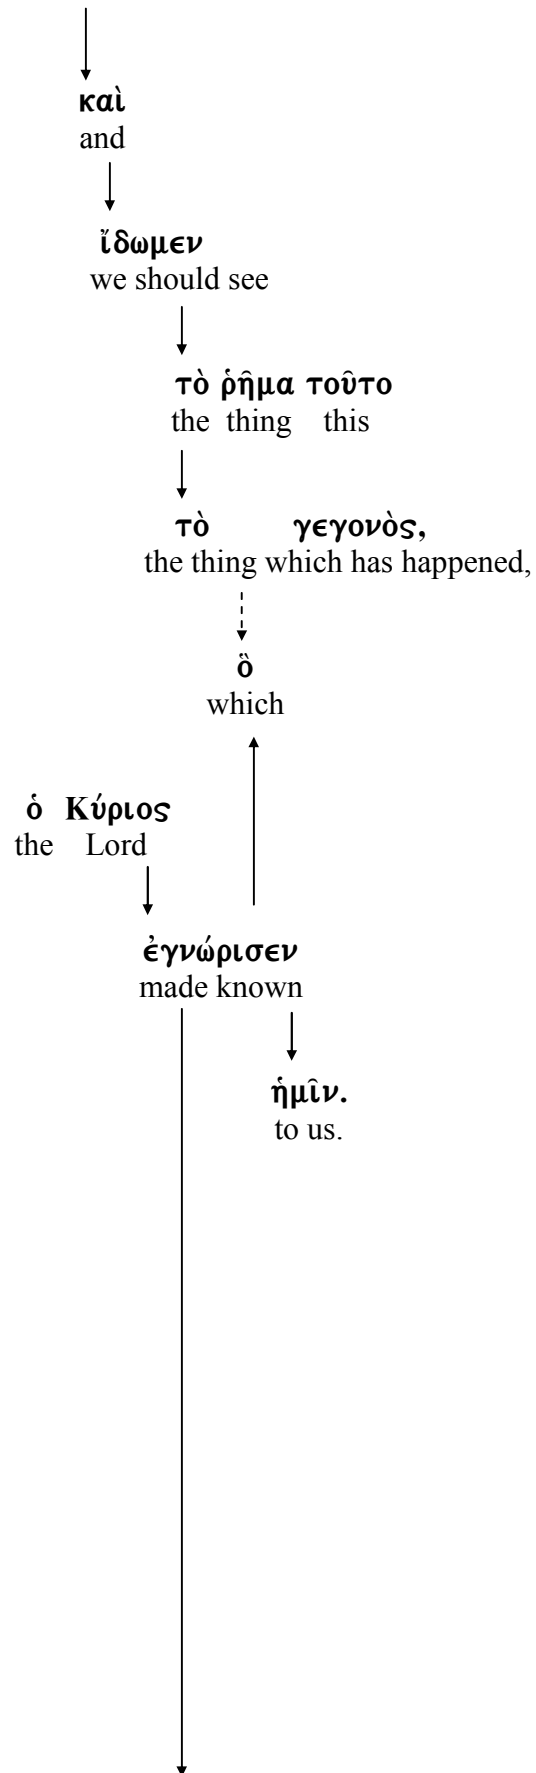 καὶ
and
ἴδωμεν
we should see
τὸ ῥῆμα τοῦτο
the thing this
τὸ γεγονὸς,
the thing which has happened,
ὃ
which
ὁ Κύριος
the Lord
ἐγνώρισεν
made known
ἡμῖν.
to us.